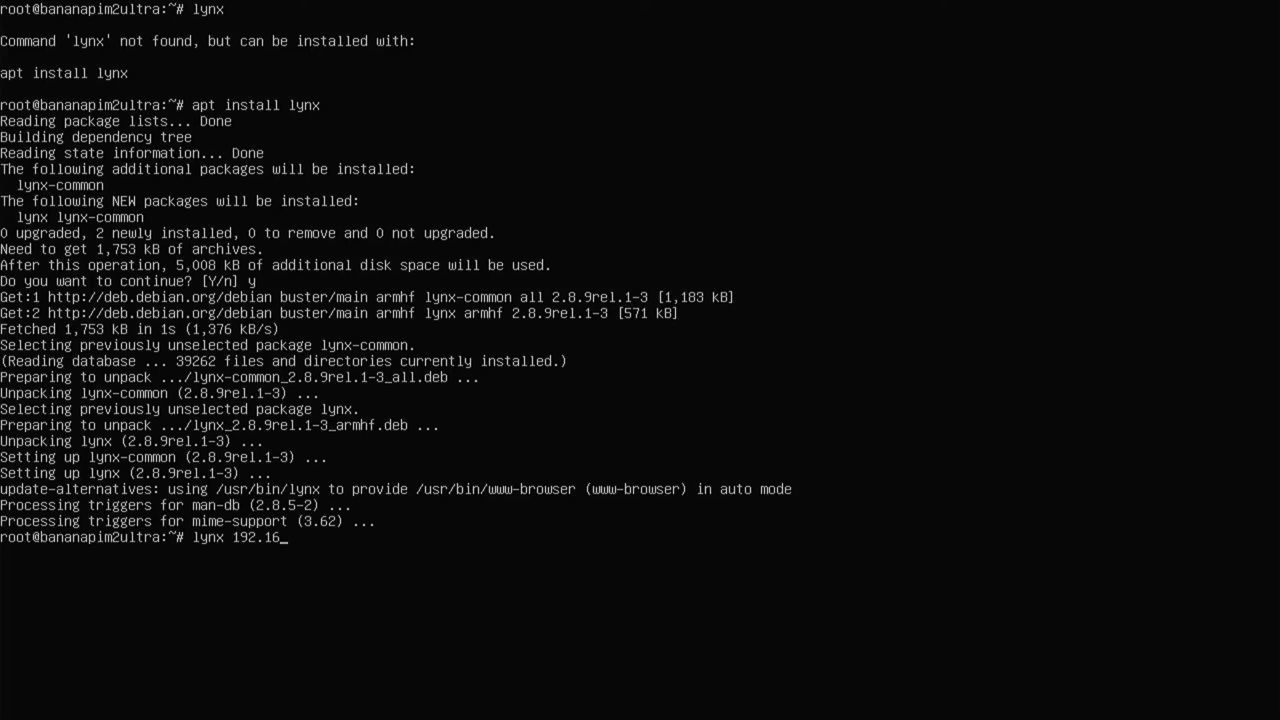 root@bananapim2ultra:~# lynx
Command 'lynx' not found, but can be installed with:
apt install lynx
root@bananapim2ultra:~# apt install lynx
Reading package lists... Done
Building dependency tree
Reading state information... Done
The following additional packages will be installed:
  lynx-common
The following NEW packages will be installed:
  lynx lynx-common
0 upgraded, 2 newly installed, 0 to remove and 0 not upgraded.
Need to get 1,753 kB of archives.
After this operation, 5,008 kB of additional disk space will be used.
Do you want to continue? [Y/n] y
Get:1 http://deb.debian.org/debian buster/main armhf lynx-common all 2.8.9rel.1-3 [1,183 kB]
Get:2 http://deb.debian.org/debian buster/main armhf lynx armhf 2.8.9rel.1-3 [571 kB]
Fetched 1,753 kB in 1s (1,376 kB/s)
Selecting previously unselected package lynx-common.
(Reading database ... 39262 files and directories currently installed.)
Preparing to unpack .../lynx-common_2.8.9rel.1-3_all.deb ...
Unpacking lynx-common (2.8.9rel.1-3) ...
Selecting previously unselected package lynx.
Preparing to unpack .../lynx_2.8.9rel.1-3_armhf.deb ...
Unpacking lynx (2.8.9rel.1-3) ...
Setting up lynx-common (2.8.9rel.1-3) ...
Setting up lynx (2.8.9rel.1-3) ...
update-alternatives: using /usr/bin/lynx to provide /usr/bin/www-browser (www-browser) in auto mode
Processing triggers for man-db (2.8.5-2) ...
Processing triggers for mime-support (3.62) ...
root@bananapim2ultra:~# lynx 192.16_